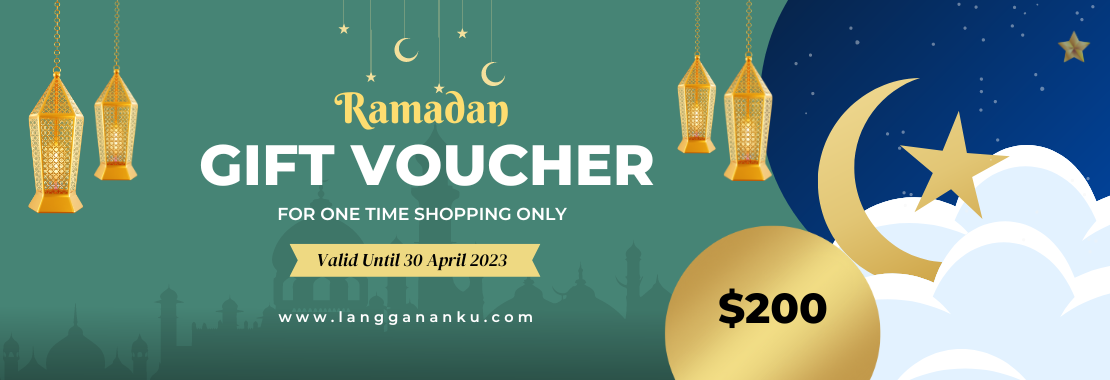 Ramadan
GIFT VOUCHER
FOR ONE TIME SHOPPING ONLY
Valid Until 30 April 2023
www.langgananku.com
$200